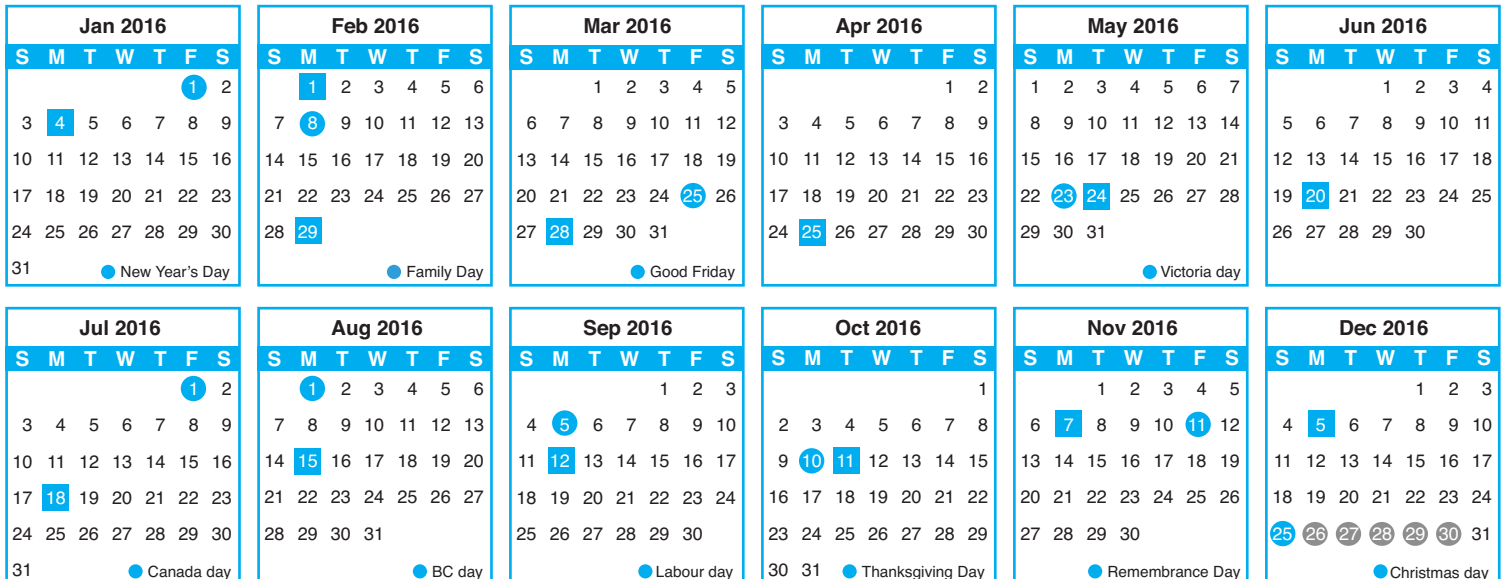 Jan 2016
S M T W T F S
1 2
3 4 5 6 7 8 9
10 11 12 13 14 15 16
17 18 19 20 21 22 23
24 25 26 27 28 29 30
31 New Year's Day
Feb 2016
S M T W T F S
1 2 3 4 5 6
7 8 9 10 11 12 13
14 15 16 17 18 19 20
21 22 23 24 25 26 27
28 29
Family Day
Mar 2016
S M T W T F S
1 2 3 4 5
6 7 8 9 10 11 12
13 14 15 16 17 18 19
20 21 22 23 24 25 26
27 28 29 30 31
Good Friday
Apr 2016
S M T W T F S
1 2
3 4 5 6 7 8 9
10 11 12 13 14 15 16
17 18 19 20 21 22 23
24 25 26 27 28 29 30
May 2016
S M T W T F S
1 2 3 4 5 6 7
8 9 10 11 12 13 14
15 16 17 18 19 20 21
22 23 24 25 26 27 28
29 30 31
Victoria day
Jun 2016
S M T W T F S
1 2 3 4
5 6 7 8 9 10 11
12 13 14 15 16 17 18
19 20 21 22 23 24 25
26 27 28 29 30
Jul 2016
S M T W T F S
1 2
3 4 5 6 7 8 9
10 11 12 13 14 15 16
17 18 19 20 21 22 23
24 25 26 27 28 29 30
31 Canada day
Aug 2016
S M T W T F S
1 2 3 4 5 6
7 8 9 10 11 12 13
14 15 16 17 18 19 20
21 22 23 24 25 26 27
28 29 30 31
BC day
Sep 2016
S M T W T F S
1 2 3
4 5 6 7 8 9 10
11 12 13 14 15 16 17
18 19 20 21 22 23 24
25 26 27 28 29 30
Labour day
Oct 2016
S M T W T F S
1
2 3 4 5 6 7 8
9 10 11 12 13 14 15
16 17 18 19 20 21 22
23 24 25 26 27 28 29
30 31 Thanksgiving Day
Nov 2016
S M T W T F S
1 2 3 4 5
6 7 8 9 10 11 12
13 14 15 16 17 18 19
20 21 22 23 24 25 26
27 28 29 30
Remembrance Day
Dec 2016
S M T W T F S
1 2 3
4 5 6 7 8 9 10
11 12 13 14 15 16 17
18 19 20 21 22 23 24
25 26 27 28 29 30 31
Christmas day